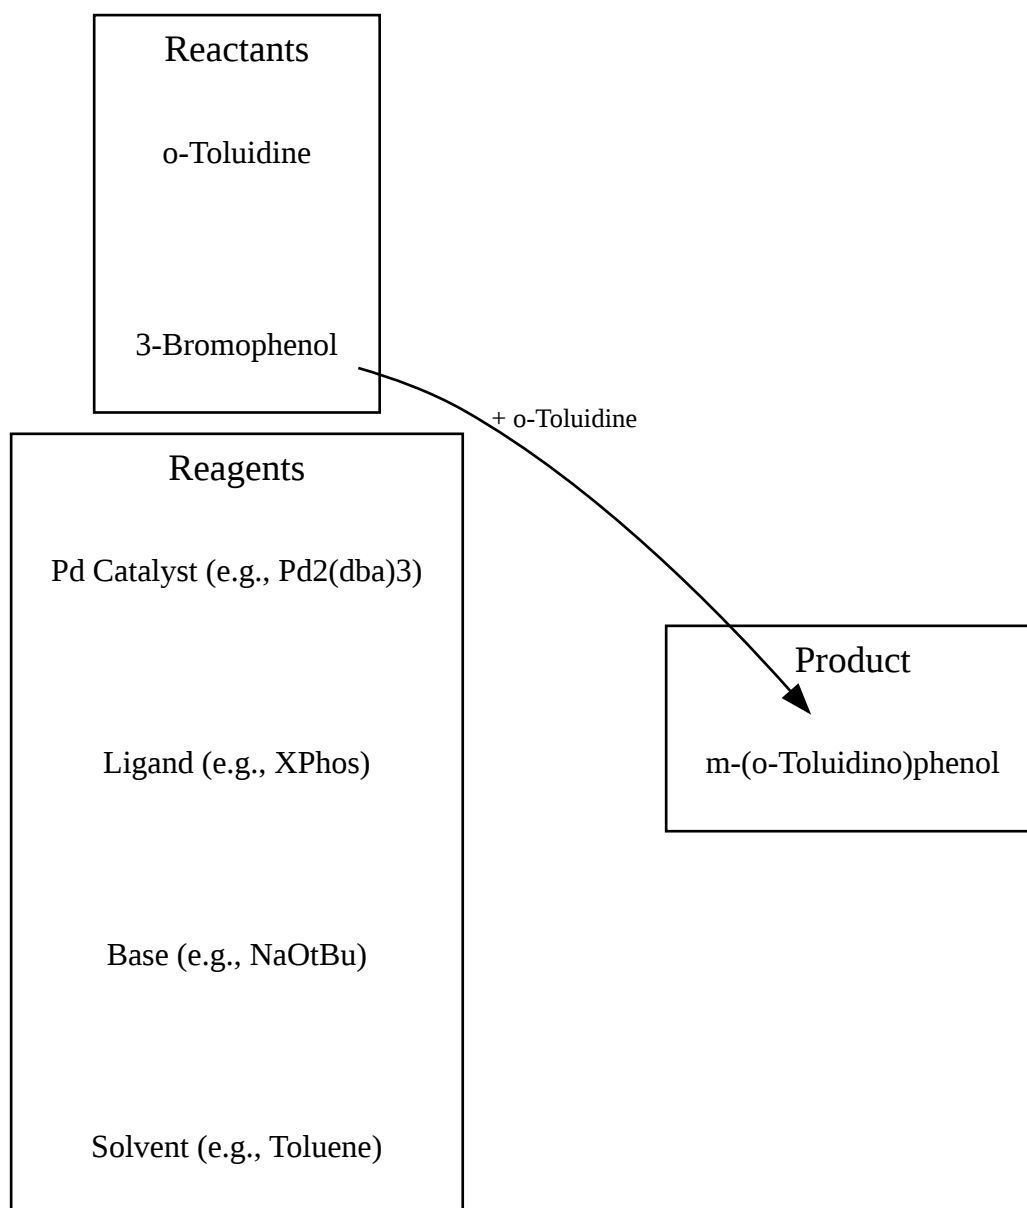 Reactants
o-Toluidine
3-Bromophenol
+ o-Toluidine
Reagents
Pd Catalyst (e.g., Pd2(dba)3)
Ligand (e.g., XPhos)
Base (e.g., NaOtBu)
Solvent (e.g., Toluene)
Product
m-(o-Toluidino)phenol